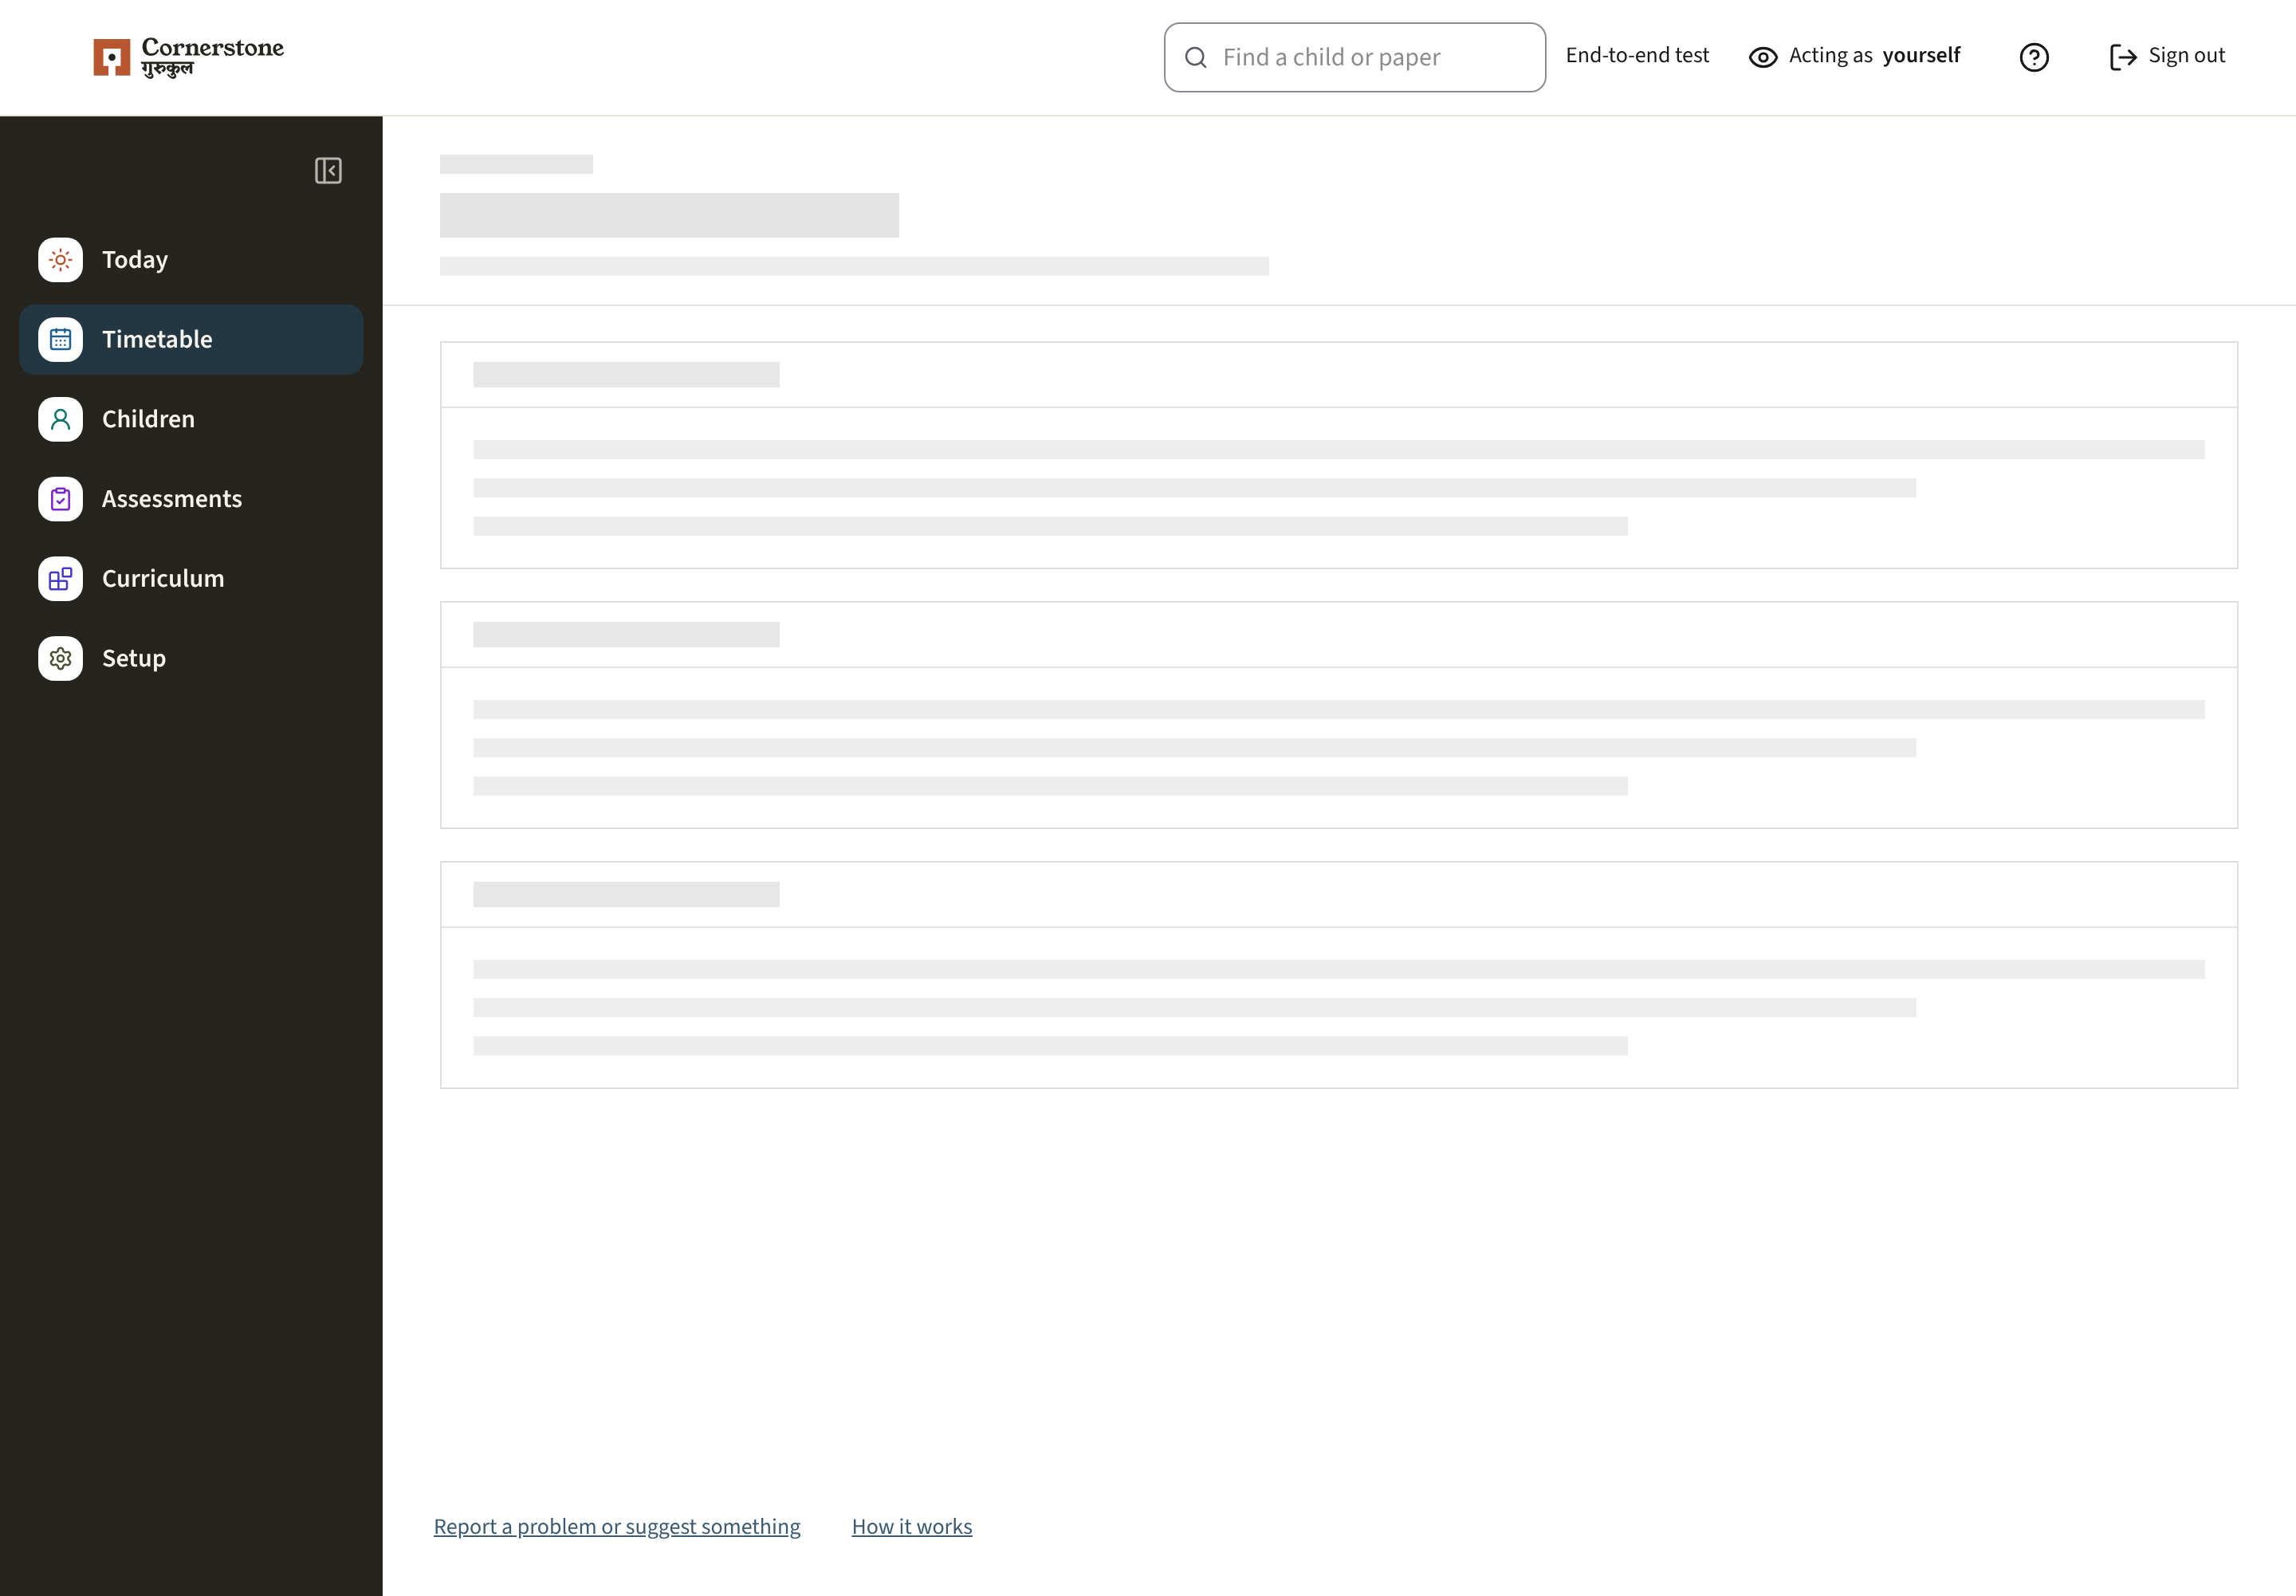 Cornerstone
गुरुकुल
Find a child or paper
End-to-end test
Acting as yourself
Sign out
Today
Timetable
Children
Assessments
Curriculum
Setup
Report a problem or suggest something
How it works